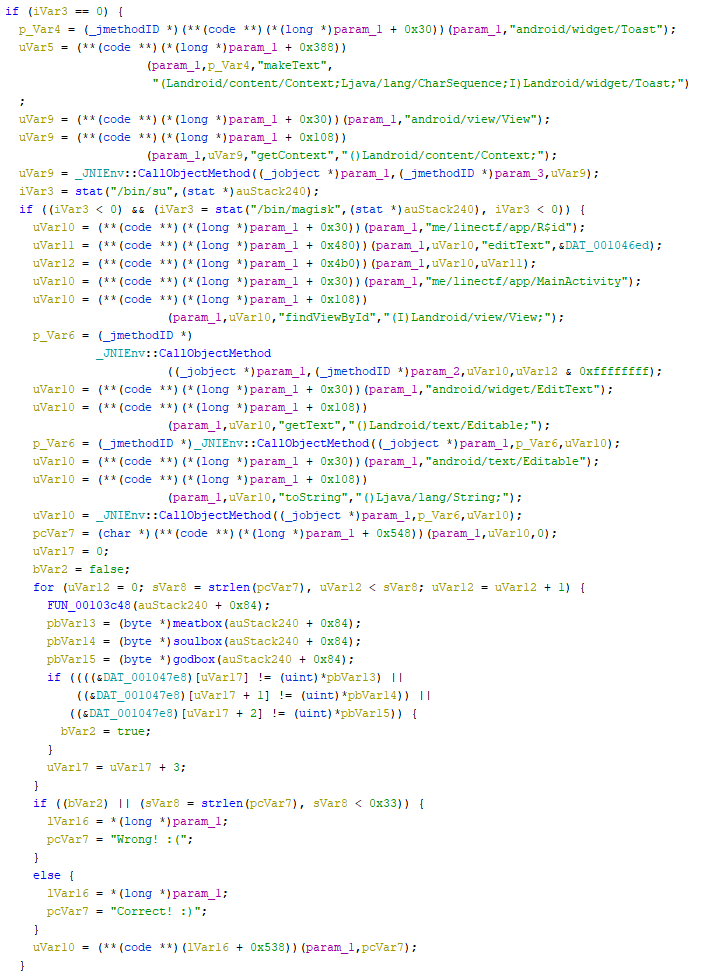 if (iVar3 == 0) {
p_Var4 = (_jmethodID *)(**(code **)(*(long *)param_1 + 0x30))(param_1,"android/widget/Toast");
uVar5 = (**(code **)(*(long *)param_1 + 0x388))
(param_1,p_Var4,"makeText",
"(Landroid/content/Context;Ljava/lang/CharSequence;I)Landroid/widget/Toast;")
;
uVar9 = (**(code **)(*(long *)param_1 + 0x30))(param_1,"android/view/View");
uVar9 = (**(code **)(*(long *)param_1 + 0x108))
(param_1,uVar9,"getContext","()Landroid/content/Context;");
uVar9 = _JNIEnv::CallObjectMethod((_jobject *)param_1,(_jmethodID *)param_3,uVar9);
iVar3 = stat("/bin/su",(stat *)auStack240);
if ((iVar3 < 0) && (iVar3 = stat("/bin/magisk",(stat *)auStack240), iVar3 < 0)) {
uVar10 = (**(code **)(*(long *)param_1 + 0x30))(param_1,"me/linectf/app/R$id");
uVar11 = (**(code **)(*(long *)param_1 + 0x480))(param_1,uVar10,"editText",&DAT_001046ed);
uVar12 = (**(code **)(*(long *)param_1 + 0x4b0))(param_1,uVar10,uVar11);
uVar10 = (**(code **)(*(long *)param_1 + 0x30))(param_1,"me/linectf/app/MainActivity");
uVar10 = (**(code **)(*(long *)param_1 + 0x108))
(param_1,uVar10,"findViewById","(I)Landroid/view/View;");
p_Var6 = (_jmethodID *)
_JNIEnv::CallObjectMethod
((_jobject *)param_1,(_jmethodID *)param_2,uVar10,uVar12 & 0xffffffff);
uVar10 = (**(code **)(*(long *)param_1 + 0x30))(param_1,"android/widget/EditText");
uVar10 = (**(code **)(*(long *)param_1 + 0x108))
(param_1,uVar10,"getText","()Landroid/text/Editable;");
p_Var6 = (_jmethodID *)_JNIEnv::CallObjectMethod((_jobject *)param_1,p_Var6,uVar10);
uVar10 = (**(code **)(*(long *)param_1 + 0x30))(param_1,"android/text/Editable");
uVar10 = (**(code **)(*(long *)param_1 + 0x108))
(param_1,uVar10,"toString","()Ljava/lang/String;");
uVar10 = _JNIEnv::CallObjectMethod((_jobject *)param_1,p_Var6,uVar10);
pcVar7 = (char *)(**(code **)(*(long *)param_1 + 0x548))(param_1,uVar10,0);
uVar17 = 0;
bVar2 = false;
for (uVar12 = 0; sVar8 = strlen(pcVar7), uVar12 < sVar8; uVar12 = uVar12 + 1) {
FUN_00103c48(auStack240 + 0x84);
pbVar13 = (byte *)meatbox(auStack240 + 0x84);
pbVar14 = (byte *)soulbox(auStack240 + 0x84);
pbVar15 = (byte *)godbox(auStack240 + 0x84);
if ((((&DAT_001047e8)[uVar17] != (uint)*pbVar13) ||
((&DAT_001047e8)[uVar17 + 1] != (uint)*pbVar14)) ||
((&DAT_001047e8)[uVar17 + 2] != (uint)*pbVar15)) {
bVar2 = true;
}
uVar17 = uVar17 + 3;
}
if ((bVar2) || (sVar8 = strlen(pcVar7), sVar8 < 0x33)) {
lVar16 = *(long *)param_1;
pcVar7 = "Wrong! :(";
}
else {
lVar16 = *(long *)param_1;
pcVar7 = "Correct! :)";
}
uVar10 = (**(code **)(lVar16 + 0x538))(param_1,pcVar7);
}